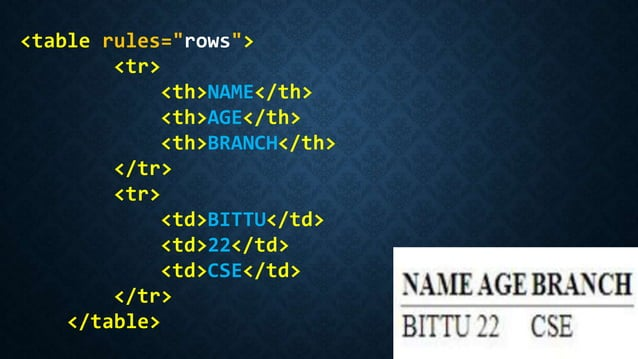 <table rules="rows">
<tr>
<th>NAME</th>
<th>AGE</th>
<th>BRANCH</th>
</tr>
<tr>
<td>BITTU</td>
<td>22</td>
<td>CSE</td>
</tr>
</table>
NAME AGE BRANCH
BITTU 22 CSE